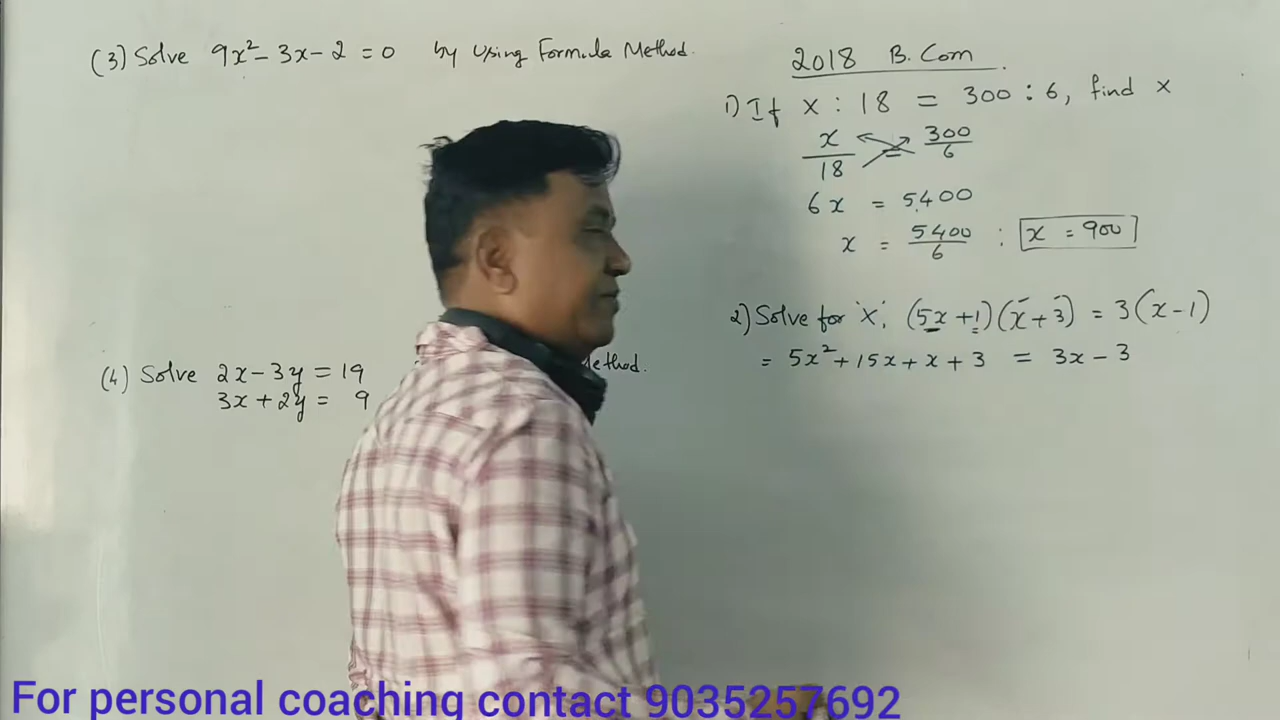 (3) Solve 9x² – 3x – 2 = 0 by Using Formula Method.
(4) Solve 2x – 3y = 19
3x + 2y = 9
Method.
2018 B. Com
1) If x : 18 = 300 : 6, find x
x/18 = 300/6
6x = 5400
x = 5400/6 : x = 900
2) Solve for 'x', (5x + 1)(x + 3) = 3(x – 1)
= 5x² + 15x + x + 3 = 3x – 3
For personal coaching contact 9035257692